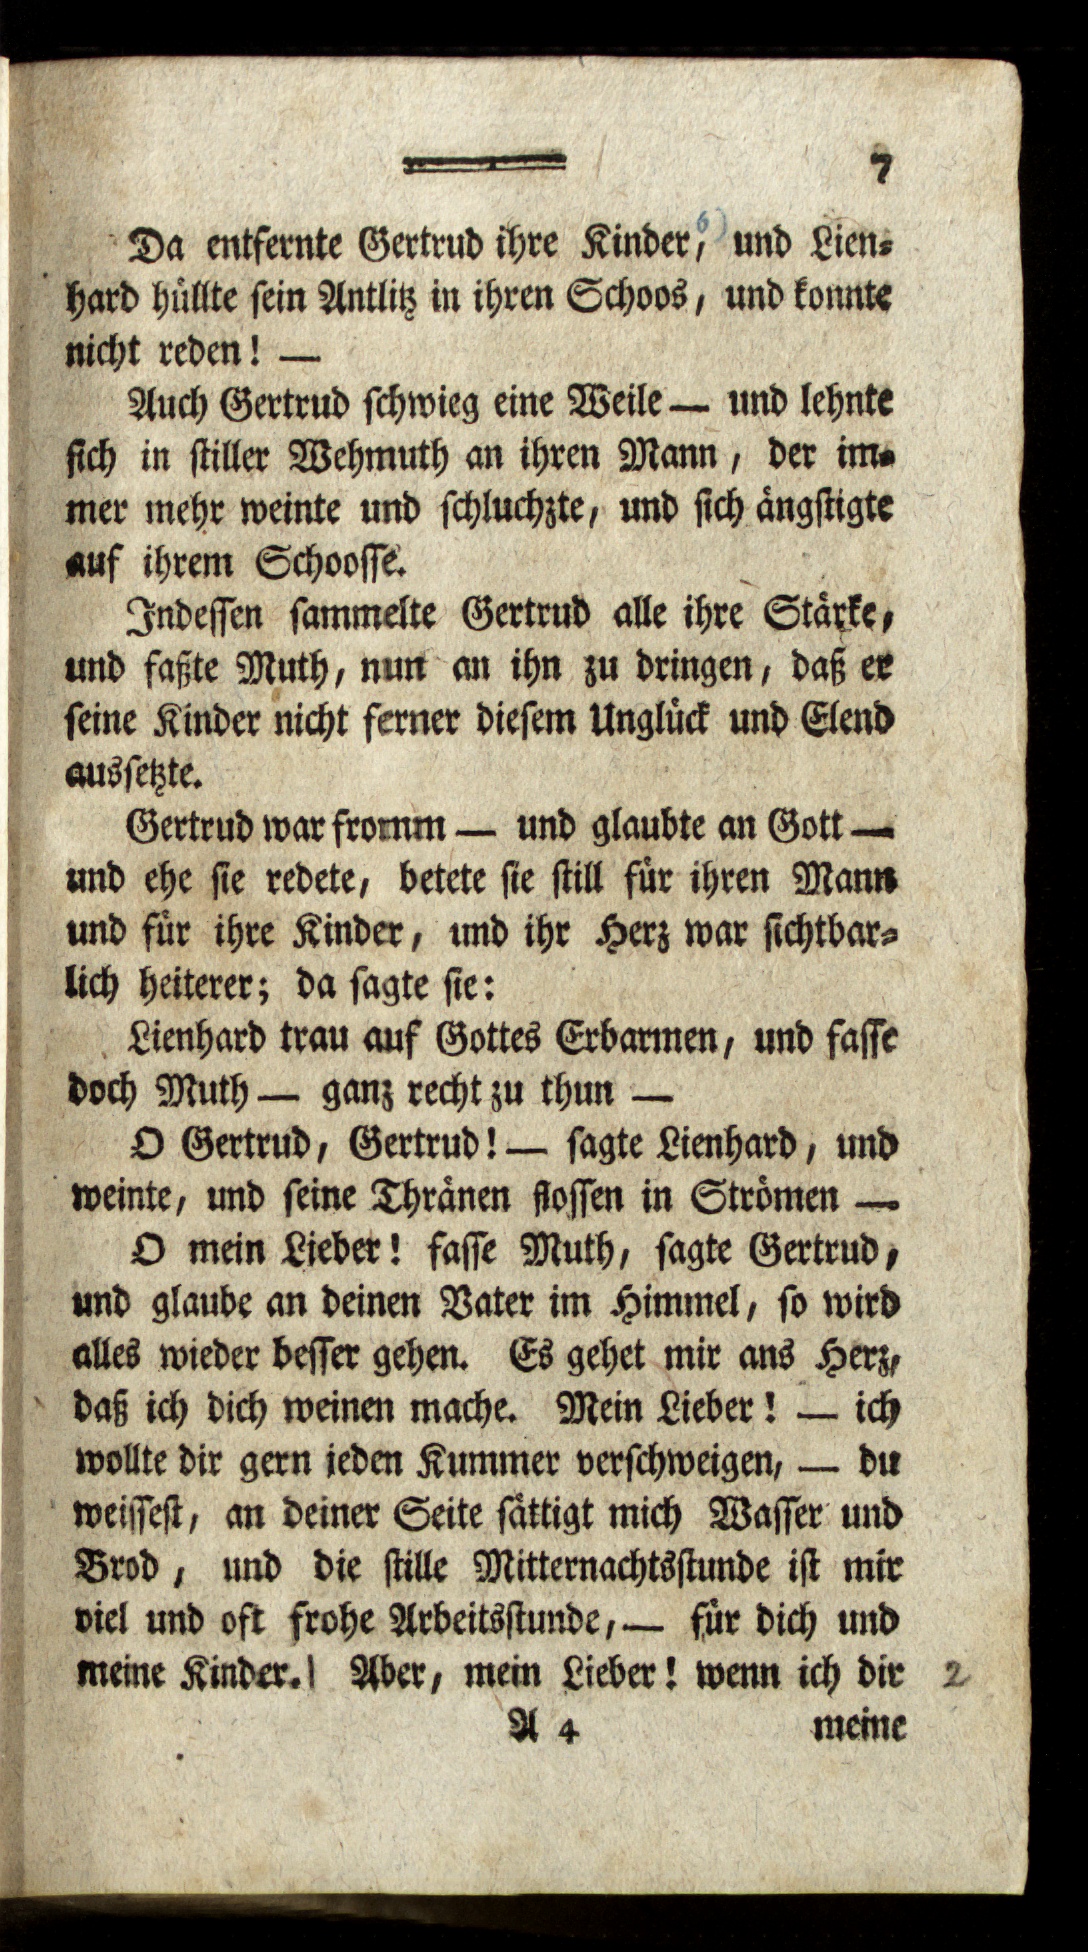 7
6)
Da entfernte Gertrud ihre Kinder, und Lien-
hard hüllte sein Antlitz in ihren Schoos, und konnte
nicht reden! —
Auch Gertrud schwieg eine Weile — und lehnte
sich in stiller Wehmuth an ihren Mann, der im-
mer mehr weinte und schluchzte, und sich ängstigte
auf ihrem Schoosse.
Indessen sammelte Gertrud alle ihre Stärke,
und faßte Muth, nun an ihn zu dringen, daß er
seine Kinder nicht ferner diesem Unglück und Elend
aussetzte.
Gertrud war fromm — und glaubte an Gott —
und ehe sie redete, betete sie still für ihren Mann
und für ihre Kinder, und ihr Herz war sichtbar-
lich heiterer; da sagte sie:
Lienhard trau auf Gottes Erbarmen, und fasse
doch Muth — ganz recht zu thun —
O Gertrud, Gertrud! — sagte Lienhard, und
weinte, und seine Thränen flossen in Strömen —
O mein Lieber! fasse Muth, sagte Gertrud,
und glaube an deinen Vater im Himmel, so wird
alles wieder besser gehen. Es gehet mir ans Herz,
daß ich dich weinen mache. Mein Lieber! — ich
wollte dir gern jeden Kummer verschweigen, — du
weissest, an deiner Seite sättigt mich Wasser und
Brod, und die stille Mitternachtsstunde ist mir
viel und oft frohe Arbeitsstunde, — für dich und
meine Kinder.| Aber, mein Lieber! wenn ich dir 2
A 4 meine